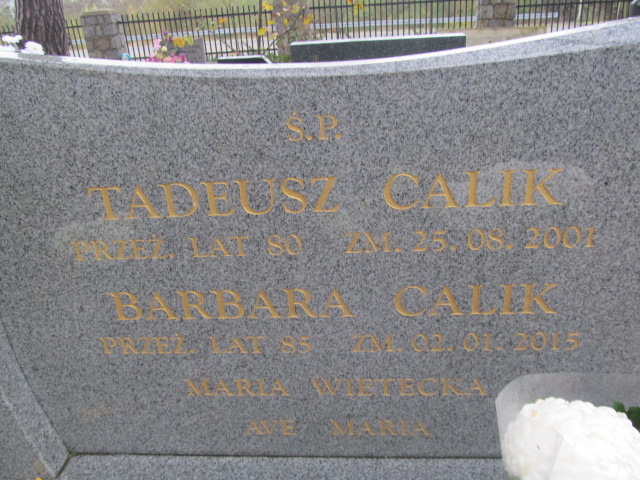 Ś.P.
TADEUSZ CALIK
PRZEŻ. LAT 80 ZM. 25. 08. 2001
BARBARA CALIK
PRZEŻ. LAT 85 ZM. 02. 01. 2015
MARIA WIETECKA
AVE MARIA